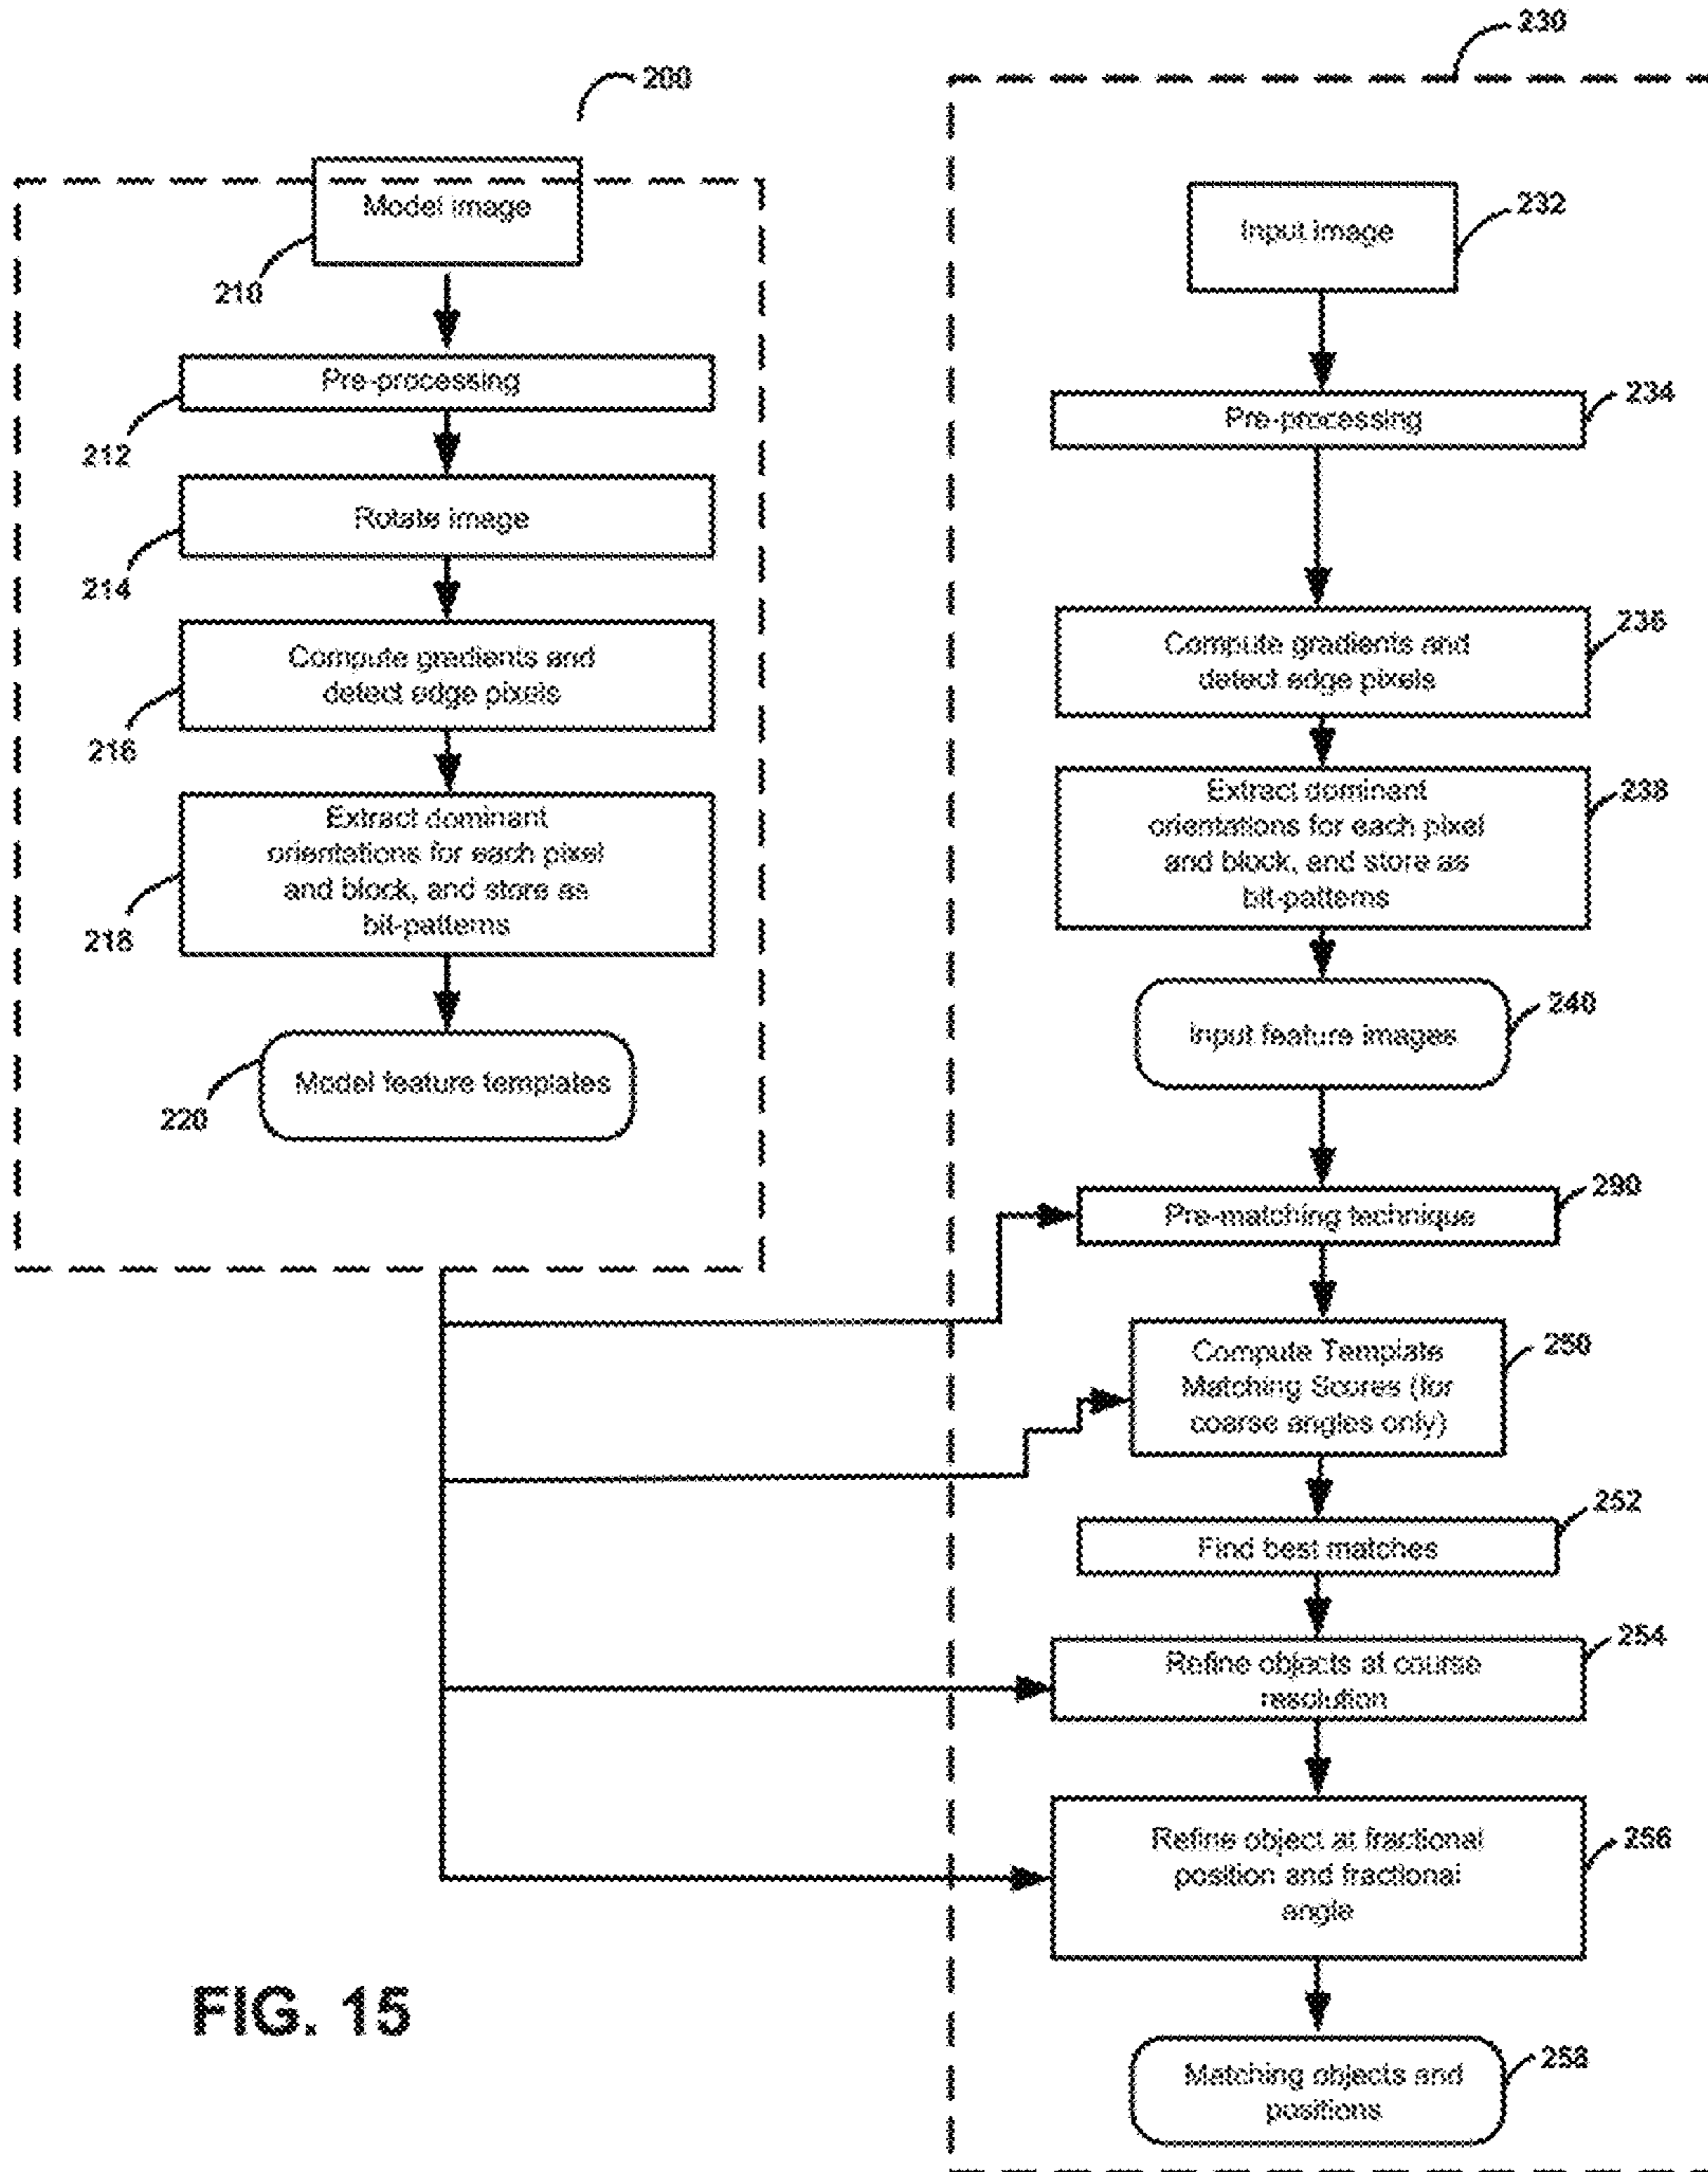 200
Model image
210
Pre-processing
212
Rotate image
214
Compute gradients and
detect edge pixels
216
Extract dominant
orientations for each pixel
and block, and store as
bit-patterns
218
Model feature templates
220
230
Input image
232
Pre-processing
234
Compute gradients and
detect edge pixels
236
Extract dominant
orientations for each pixel
and block, and store as
bit-patterns
238
Input feature images
240
Pre-matching technique
290
Compute Template
Matching Scores (for
coarse angles only)
250
Find best matches
252
Refine objects at course
resolution
254
Refine object at fractional
position and fractional
angle
256
Matching objects and
positions
258
FIG. 15